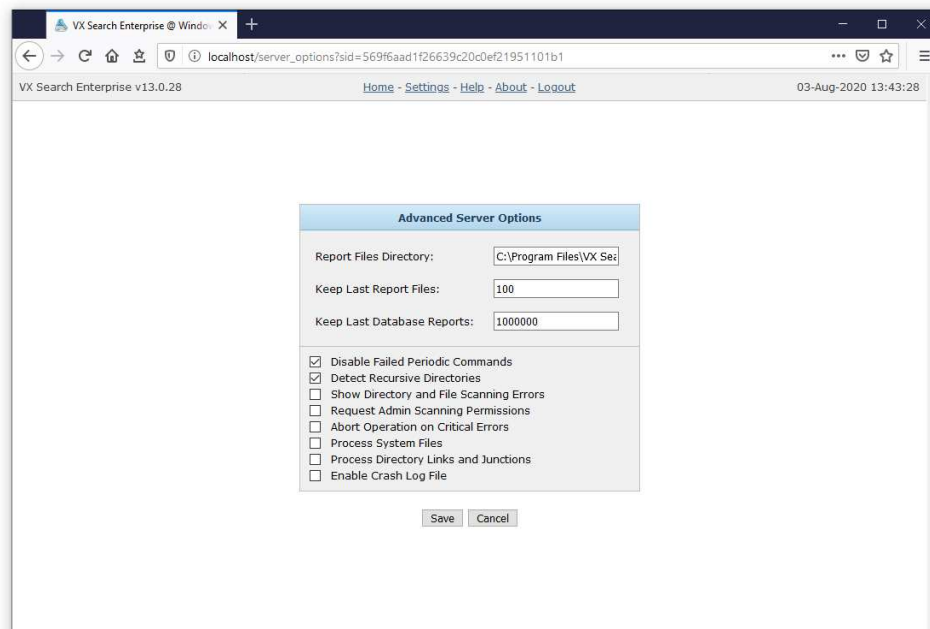 VX Search Enterprise @ Windo
localhost/server_options?sid=569f6aad1f26639c20c0ef21951101b1
VX Search Enterprise v13.0.28 Home - Settings - Help - About - Logout 03-Aug-2020 13:43:28
Advanced Server Options
Report Files Directory: C:\Program Files\VX Sea
Keep Last Report Files: 100
Keep Last Database Reports: 1000000
Disable Failed Periodic Commands
Detect Recursive Directories
Show Directory and File Scanning Errors
Request Admin Scanning Permissions
Abort Operation on Critical Errors
Process System Files
Process Directory Links and Junctions
Enable Crash Log File
Save Cancel